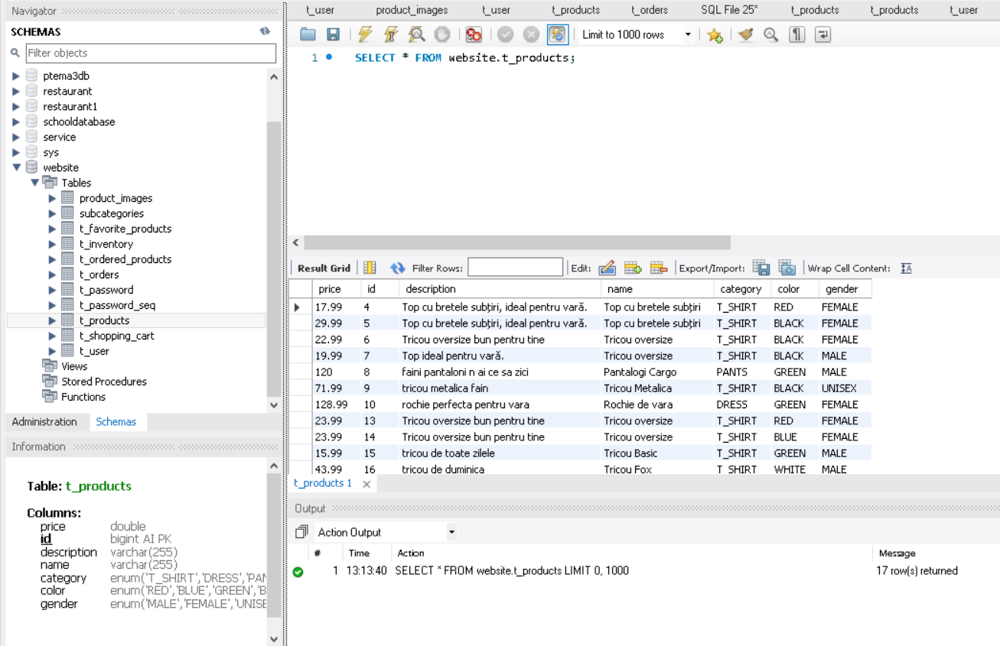 Navigator
SCHEMAS
Filter objects
ptema3db
restaurant
restaurant1
schooldatabase
service
sys
website
Tables
product_images
subcategories
t_favorite_products
t_inventory
t_ordered_products
t_orders
t_password
t_password_seq
t_products
t_shopping_cart
t_user
Views
Stored Procedures
Functions
Administration Schemas
Information
Table: t_products
Columns:
price double
id bigint AI PK
description varchar(255)
name varchar(255)
category enum('T_SHIRT','DRESS','PAN
color enum('RED','BLUE','GREEN','B
gender enum('MALE','FEMALE','UNISE
t_user product_images t_user t_products t_orders SQL File 25* t_products t_products t_user
Limit to 1000 rows
1 SELECT * FROM website.t_products;
Result Grid Filter Rows: Edit: Export/Import: Wrap Cell Content:
price id description name category color gender
17.99 4 Top cu bretele subțiri, ideal pentru vară. Top cu bretele subțiri T_SHIRT RED FEMALE
29.99 5 Top cu bretele subțiri, ideal pentru vară. Top cu bretele subțiri T_SHIRT BLACK FEMALE
22.99 6 Tricou oversize bun pentru tine Tricou oversize T_SHIRT BLACK FEMALE
19.99 7 Top ideal pentru vară. Tricou oversize T_SHIRT BLACK MALE
120 8 faini pantaloni n ai ce sa zici Pantalogi Cargo PANTS GREEN MALE
71.99 9 tricou metalica fain Tricou Metalica T_SHIRT BLACK UNISEX
128.99 10 rochie perfecta pentru vara Rochie de vara DRESS GREEN FEMALE
23.99 13 Tricou oversize bun pentru tine Tricou oversize T_SHIRT RED FEMALE
23.99 14 Tricou oversize bun pentru tine Tricou oversize T_SHIRT BLUE FEMALE
15.99 15 tricou de toate zilele Tricou Basic T_SHIRT GREEN MALE
43.99 16 tricou de duminica Tricou Fox T_SHIRT WHITE MALE
t_products 1
Output
Action Output
# Time Action Message
1 13:13:40 SELECT * FROM website.t_products LIMIT 0, 1000 17 row(s) returned